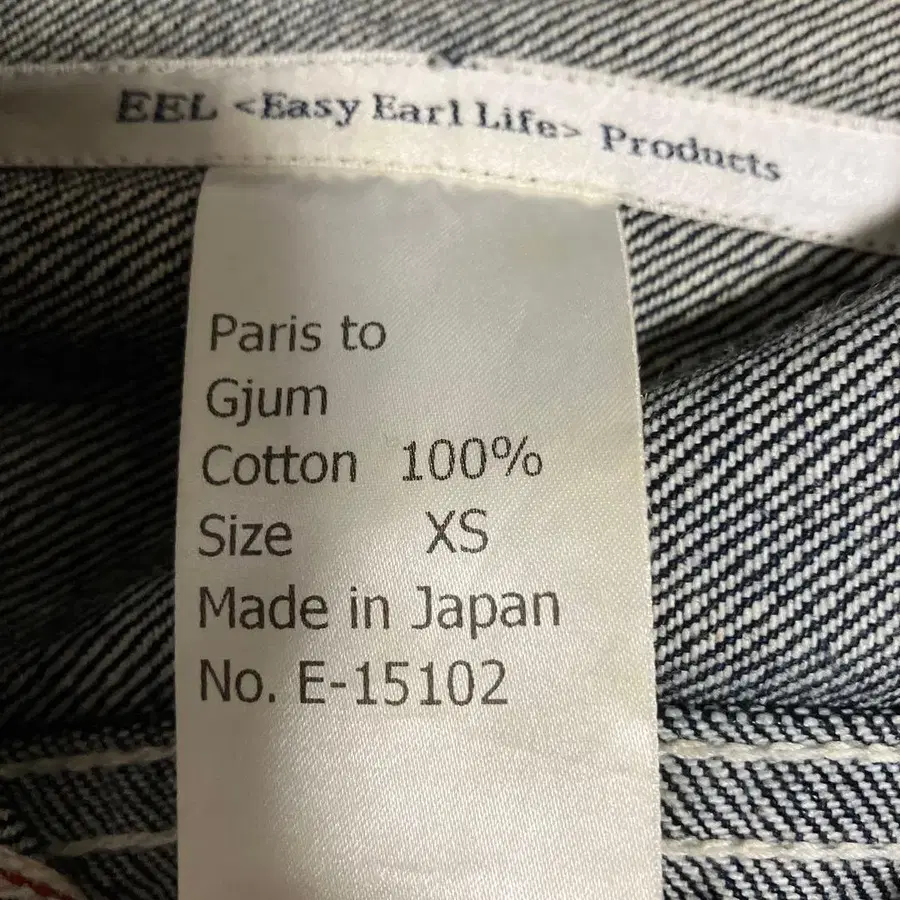 EEL <Easy Earl Life> Products
Paris to
Gjum
Cotton 100%
Size XS
Made in Japan
No. E-15102